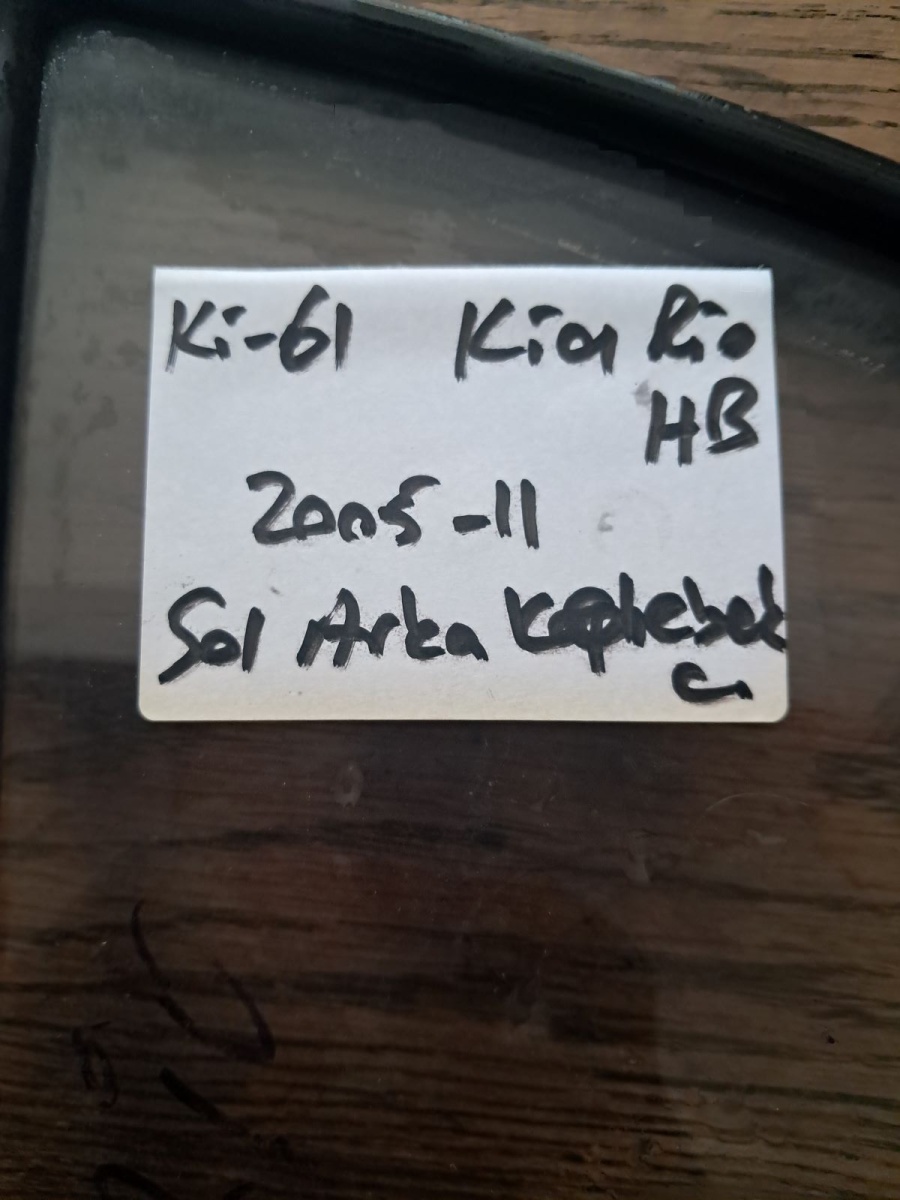 Ki-61 Kia Rio
HB
2005-11
Sol Arka